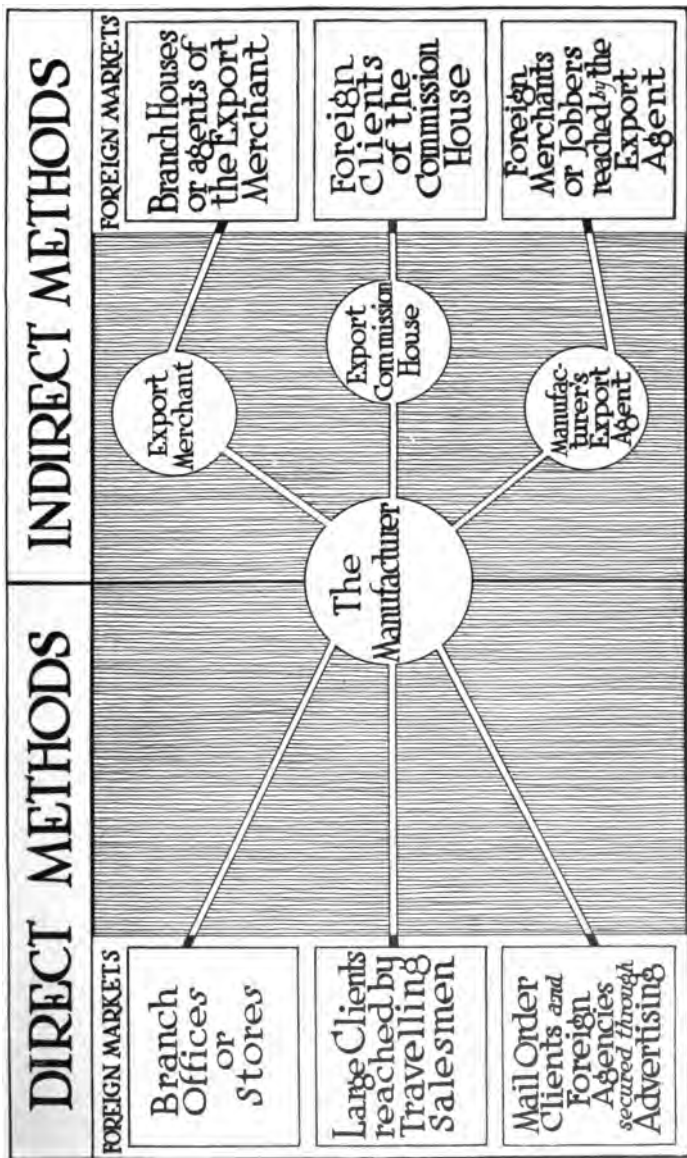 DIRECT METHODS
INDIRECT METHODS
FOREIGN MARKETS
Branch
Offices
or
Stores
Large Clients
reached by
Travelling
Salesmen
Mail Order
Clients and
Foreign
Agencies
secured through
Advertising
The
Manufacturer
Export
Merchant
Export
Commission
House
Manufac-
turer's
Export
Agent
FOREIGN MARKETS
Branch Houses
or agents of
the Export
Merchant
Foreign
Clients
of the
Commission
House
Foreign
Merchants
or Jobbers
reached by the
Export
Agent